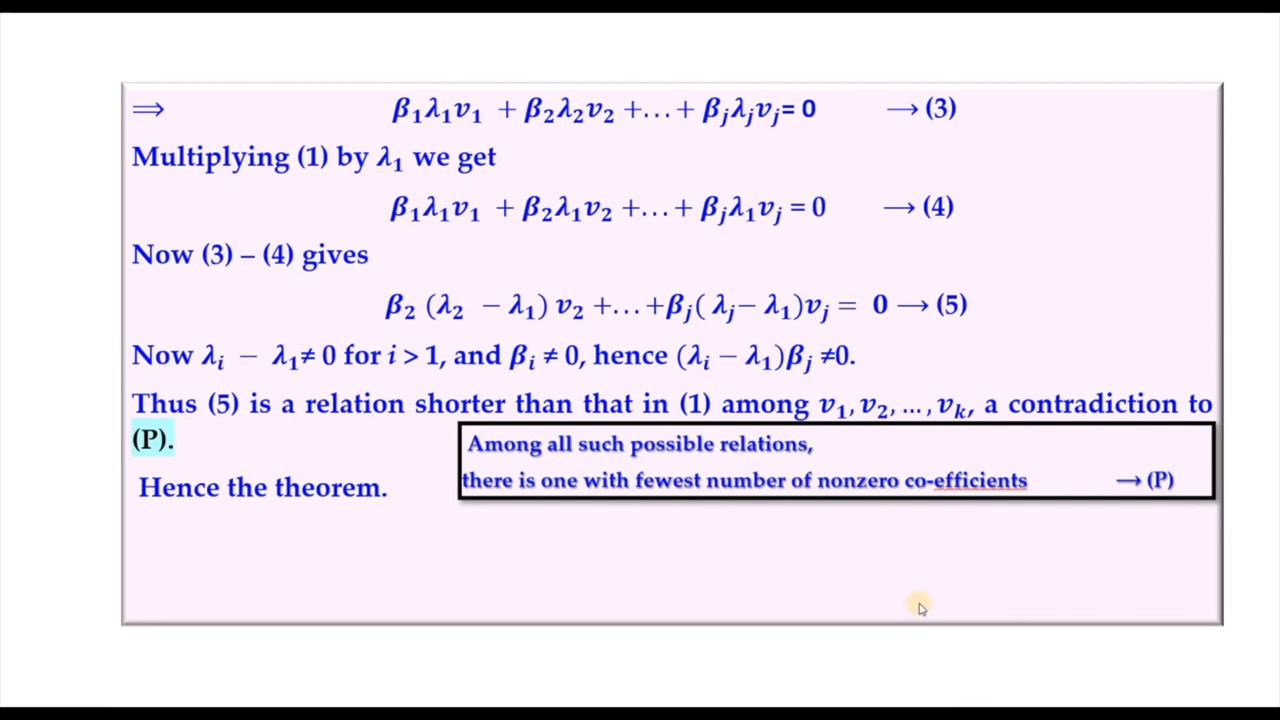 ⟹ β₁λ₁v₁ + β₂λ₂v₂ +…+ βⱼλⱼvⱼ= 0 ⟶ (3)
Multiplying (1) by λ₁ we get
β₁λ₁v₁ + β₂λ₁v₂ +…+ βⱼλ₁vⱼ = 0 ⟶ (4)
Now (3) – (4) gives
β₂ (λ₂ − λ₁) v₂ +…+βⱼ( λⱼ− λ₁)vⱼ = 0 ⟶ (5)
Now λᵢ − λ₁≠ 0 for i > 1, and βᵢ ≠ 0, hence (λᵢ − λ₁)βⱼ ≠0.
Thus (5) is a relation shorter than that in (1) among v₁, v₂, …, vₖ, a contradiction to
(P).
Among all such possible relations,
there is one with fewest number of nonzero co-efficients ⟶ (P)
Hence the theorem.